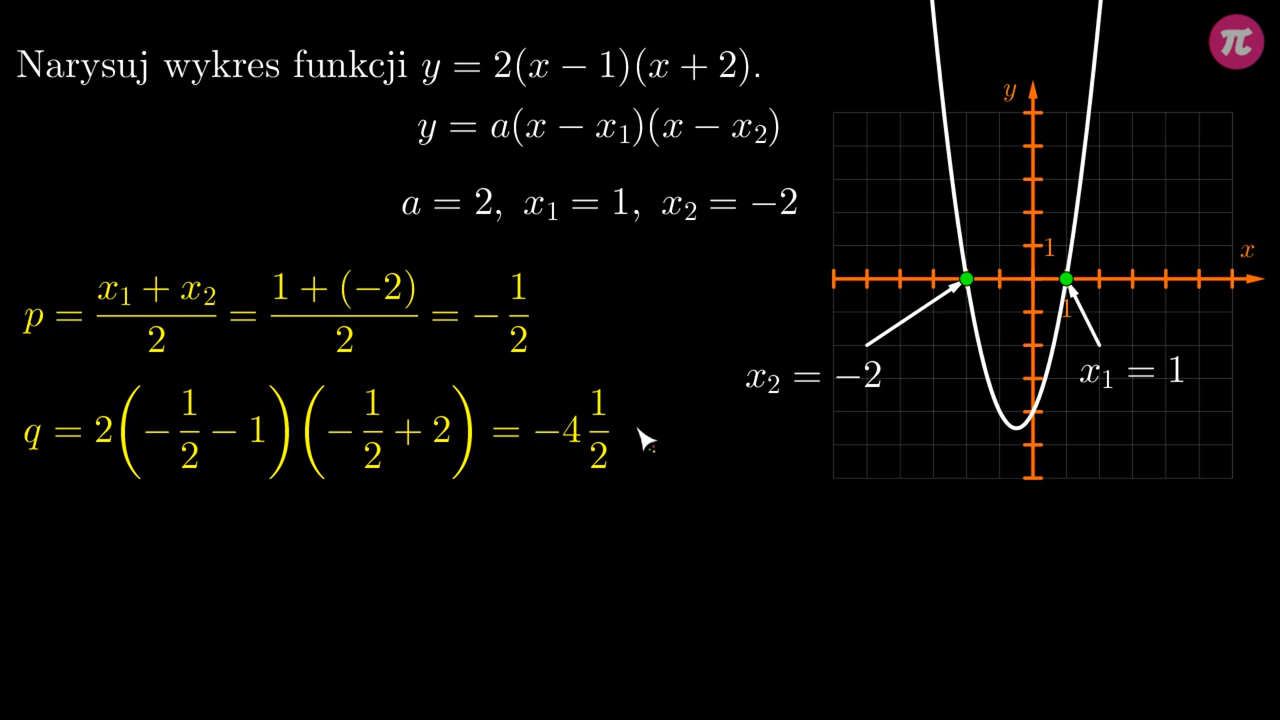 Narysuj wykres funkcji y = 2(x − 1)(x + 2).
y = a(x − x₁)(x − x₂)
a = 2, x₁ = 1, x₂ = −2
p = (x₁ + x₂)/2 = (1 + (−2))/2 = −1/2
q = 2(−1/2 − 1)(−1/2 + 2) = −4 1/2
π
y
1
x
1
x₂ = −2
x₁ = 1